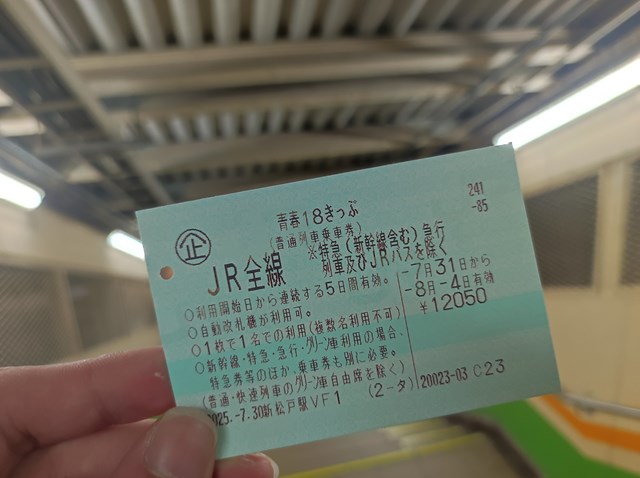 241
-85
青春18きっぷ
(普通列車乗車券)
企
JR全線
※特急(新幹線含む)急行
列車及びJRバスを除く
-7月31日から
-8月-4日有効
¥12050
○利用開始日から連続する5日間有効。
○自動改札機が利用可。
○1枚で1名での利用(複数名利用不可)
○新幹線・特急・急行・グリーン車利用の場合、
特急券等のほか、乗車券も別に必要。
(普通・快速列車のグリーン車自由席を除く)
2025.-7.30新松戸駅VF1
(2-タ)
20023-03
C23